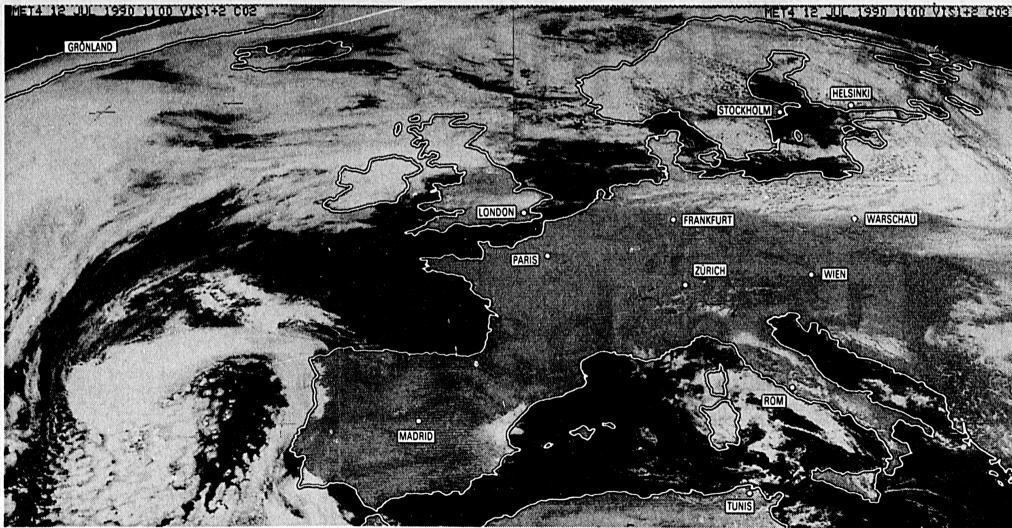 MET4 12 JUL 1990 1100 VIS1+2 C02
MET4 12 JUL 1990 1100 VIS1+2 C03
GRÖNLAND
HELSINKI
STOCKHOLM
LONDON
FRANKFURT
WARSCHAU
PARIS
ZÜRICH
WIEN
ROM
MADRID
TUNIS